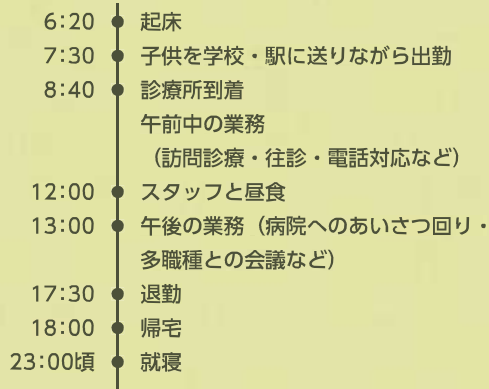 6:20 起床
7:30 子供を学校・駅に送りながら出勤
8:40 診療所到着
午前中の業務
（訪問診療・往診・電話対応など）
12:00 スタッフと昼食
13:00 午後の業務（病院へのあいさつ回り・
多職種との会議など）
17:30 退勤
18:00 帰宅
23:00頃 就寝